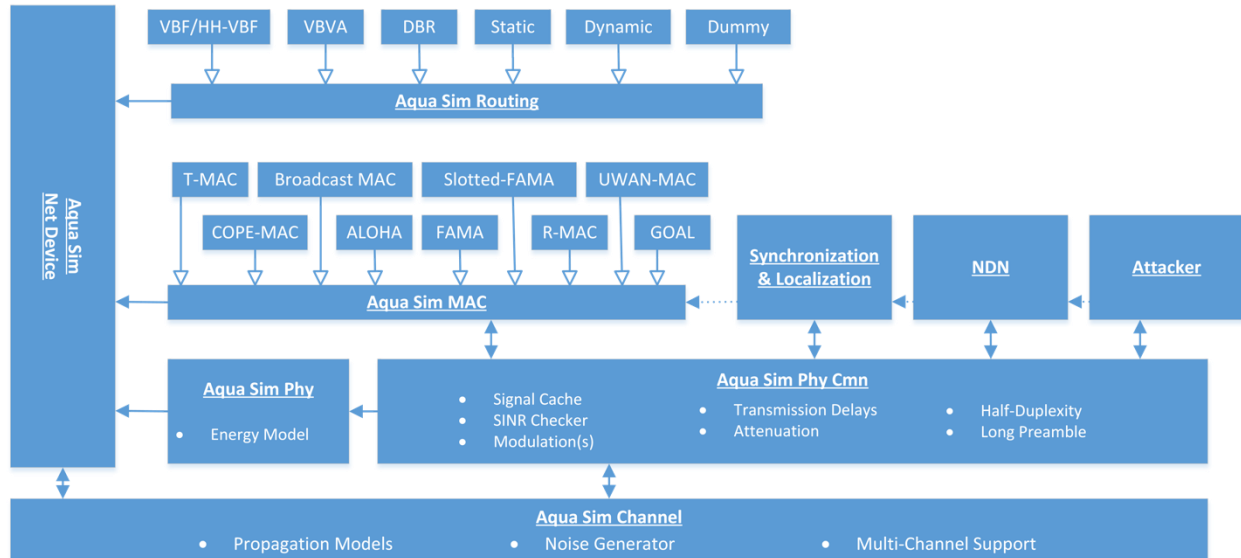 VBF/HH-VBF
VBVA
DBR
Static
Dynamic
Dummy
Aqua Sim Routing
Aqua Sim
Net Device
T-MAC
Broadcast MAC
Slotted-FAMA
UWAN-MAC
COPE-MAC
ALOHA
FAMA
R-MAC
GOAL
Aqua Sim MAC
Synchronization
& Localization
NDN
Attacker
Aqua Sim Phy
• Energy Model
Aqua Sim Phy Cmn
• Signal Cache
• SINR Checker
• Modulation(s)
• Transmission Delays
• Attenuation
• Half-Duplexity
• Long Preamble
Aqua Sim Channel
• Propagation Models
• Noise Generator
• Multi-Channel Support